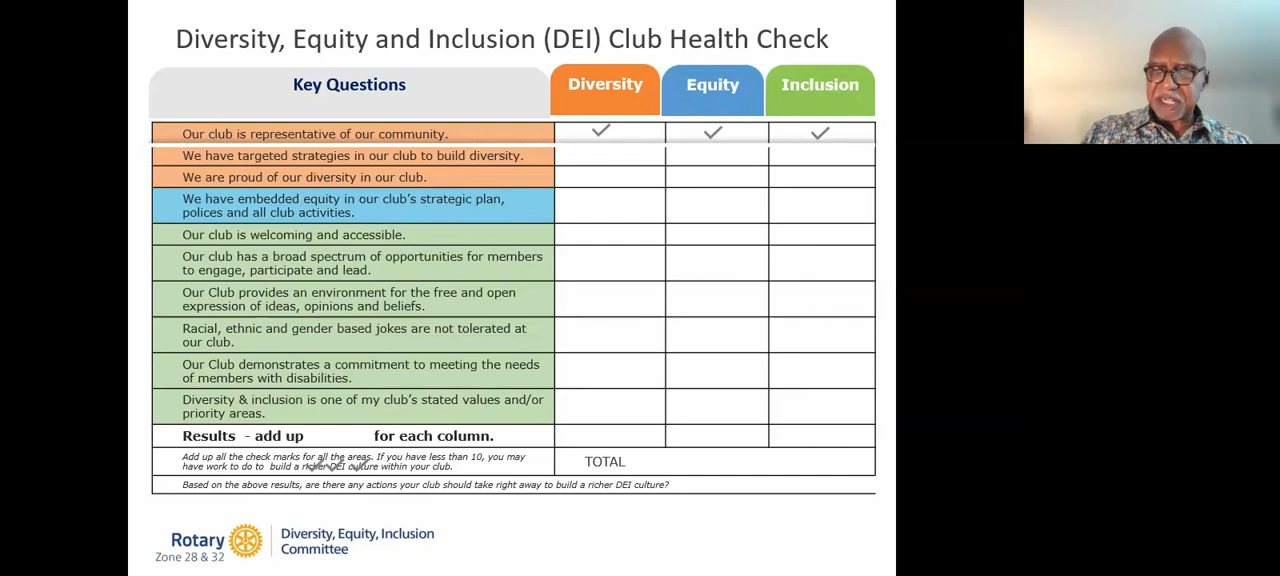 Diversity, Equity and Inclusion (DEI) Club Health Check
Key Questions
Diversity
Equity
Inclusion
Our club is representative of our community.
We have targeted strategies in our club to build diversity.
We are proud of our diversity in our club.
We have embedded equity in our club's strategic plan,
polices and all club activities.
Our club is welcoming and accessible.
Our club has a broad spectrum of opportunities for members
to engage, participate and lead.
Our Club provides an environment for the free and open
expression of ideas, opinions and beliefs.
Racial, ethnic and gender based jokes are not tolerated at
our club.
Our Club demonstrates a commitment to meeting the needs
of members with disabilities.
Diversity & inclusion is one of my club's stated values and/or
priority areas.
Results - add up for each column.
Add up all the check marks for all the areas. If you have less than 10, you may
have work to do to build a richer DEI culture within your club.
TOTAL
Based on the above results, are there any actions your club should take right away to build a richer DEI culture?
Rotary
Zone 28 & 32
Diversity, Equity, Inclusion
Committee